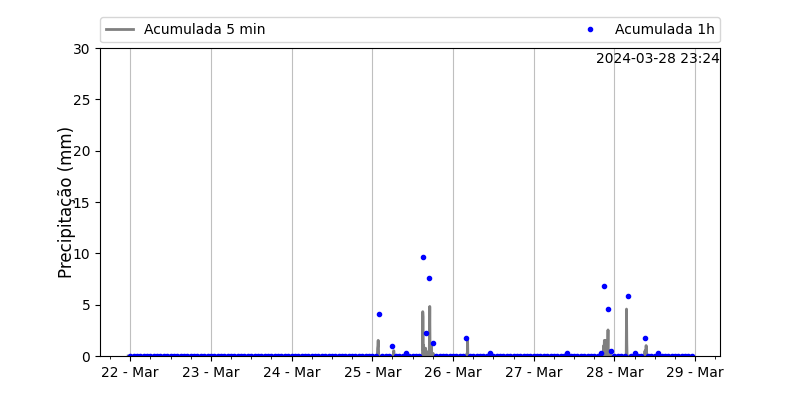 Acumulada 5 min
Acumulada 1h
2024-03-28 23:24
Precipitação (mm)
30
25
20
15
10
5
0
22 - Mar
23 - Mar
24 - Mar
25 - Mar
26 - Mar
27 - Mar
28 - Mar
29 - Mar